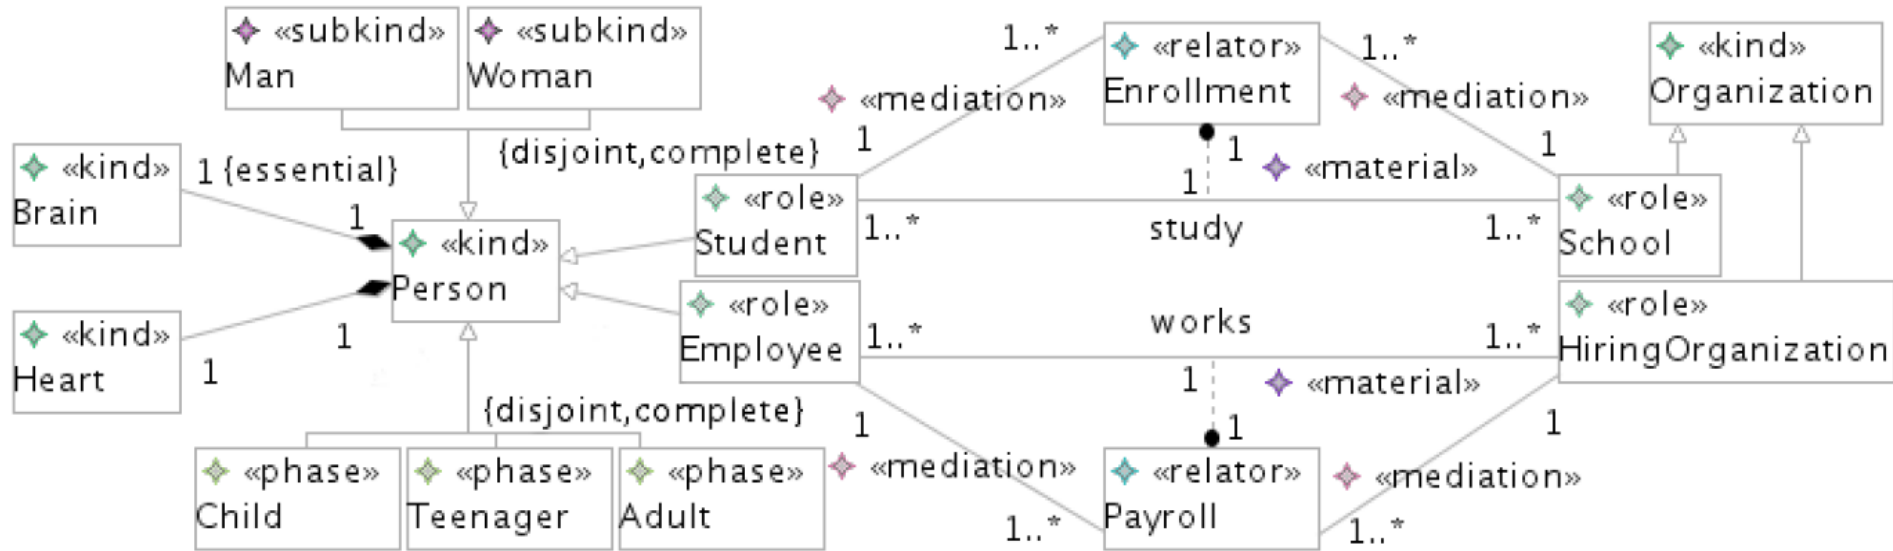 «subkind»
Man
«subkind»
Woman
1..*
«relator»
Enrollment
1..*
«kind»
Organization
«mediation»
«mediation»
1
1
{disjoint,complete}
«kind»
Brain
1 {essential}
1
1
1
«material»
«role»
Student
1..*
study
1..*
«role»
School
«kind»
Person
«role»
Employee
1..*
works
1..*
«role»
HiringOrganization
«kind»
Heart
1
1
1
«material»
{disjoint,complete}
1
1
1
«phase»
Child
«phase»
Teenager
«phase»
Adult
«mediation»
«relator»
Payroll
«mediation»
1..*
1..*